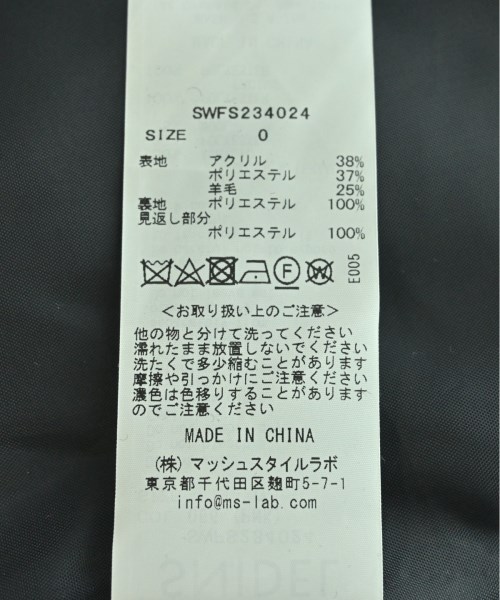 SWFS234024
SIZE 0
表地 アクリル 38%
ポリエステル 37%
羊毛 25%
裏地 ポリエステル 100%
見返し部分
ポリエステル 100%
F W E005
<お取り扱い上のご注意>
他の物と分けて洗ってください
濡れたまま放置しないでください
洗たくで多少縮むことがあります
摩擦や引っかけにご注意ください
濃色は色移りすることがあります
のでご注意ください
MADE IN CHINA
(株)マッシュスタイルラボ
東京都千代田区麹町5-7-1
info@ms-lab.com